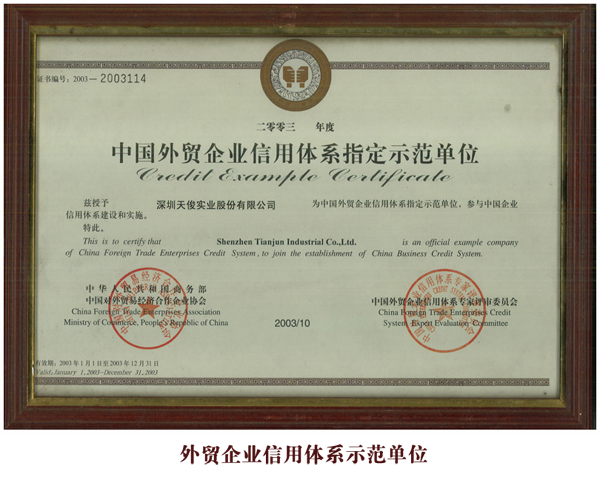 证书编号：2003－2003114
二零零三 年度
中国外贸企业信用体系指定示范单位
Credit Example Certificate
兹授予 深圳天俊实业股份有限公司 为中国外贸企业信用体系指定示范单位，参与中国企业
信用体系建设和实施。
特此。
This is to certify that Shenzhen Tianjun Industrial Co.,Ltd. is an official example company
of China Foreign Trade Enterprises Credit System, to join the establishment of China Business Credit System.
中华人民共和国商务部
中国对外贸易经济合作企业协会
China Foreign Trade Enterprises Association
Ministry of Commerce, People's Republic of China
2003/10
中国外贸企业信用体系专家评审委员会
China Foreign Trade Enterprises Credit
System Expert Evaluating Committee
有效期：2003年1月1日至2003年12月31日
Valid:January 1,2003-December 31,2003
外贸企业信用体系示范单位